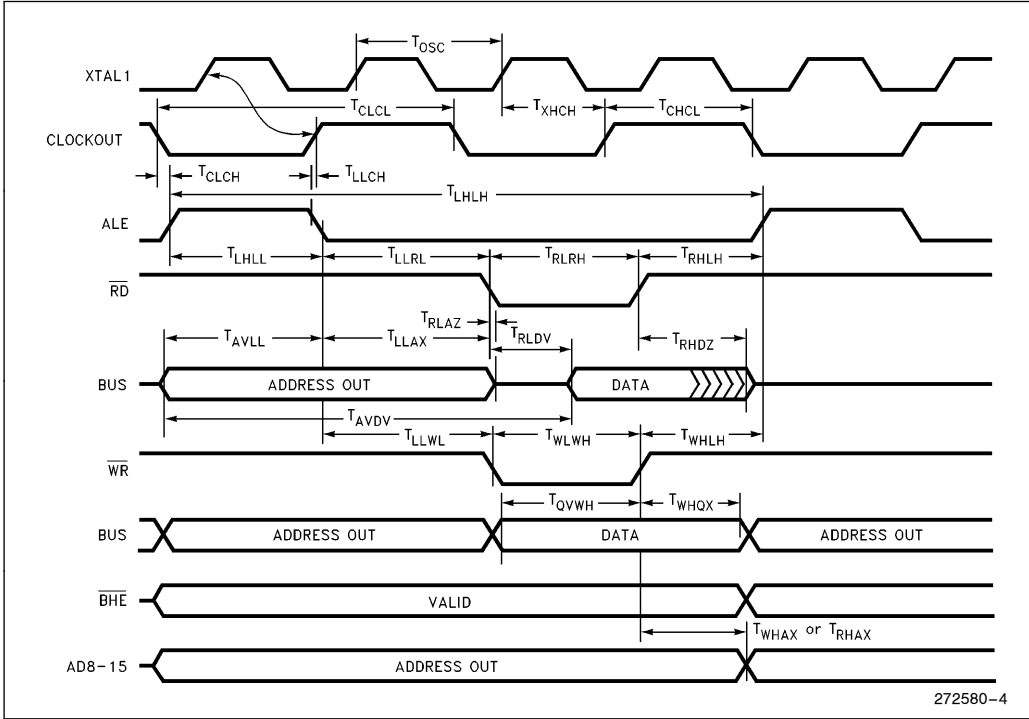 T_OSC
XTAL1
T_CLCL T_XHCH T_CHCL
CLOCKOUT
T_CLCH T_LLCH
T_LHLH
ALE
T_LHLL T_LLRL T_RLRH T_RHLH
RD
T_RLAZ
T_AVLL T_LLAX T_RLDV T_RHDZ
BUS ADDRESS OUT DATA
T_AVDV
T_LLWL T_WLWH T_WHLH
WR
T_QVWH T_WHQX
BUS ADDRESS OUT DATA ADDRESS OUT
BHE VALID
T_WHAX or T_RHAX
AD8-15 ADDRESS OUT
272580-4